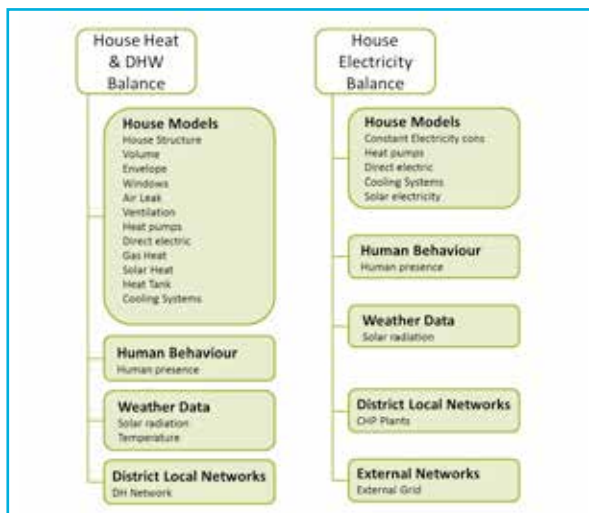 House Heat
& DHW
Balance
House Models
House Structure
Volume
Envelope
Windows
Air Leak
Ventilation
Heat pumps
Direct electric
Gas Heat
Solar Heat
Heat Tank
Cooling Systems
Human Behaviour
Human presence
Weather Data
Solar radiation
Temperature
District Local Networks
DH Network
House
Electricity
Balance
House Models
Constant Electricity cons
Heat pumps
Direct electric
Cooling Systems
Solar electricity
Human Behaviour
Human presence
Weather Data
Solar radiation
District Local Networks
CHP Plants
External Networks
External Grid